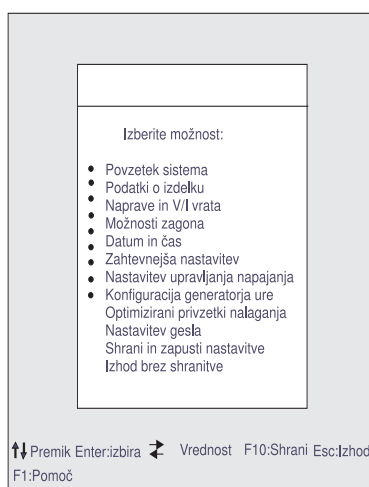 Izberite možnost:
• Povzetek sistema
• Podatki o izdelku
• Naprave in V/I vrata
• Možnosti zagona
• Datum in čas
• Zahtevnejša nastavitev
• Nastavitev upravljanja napajanja
• Konfiguracija generatorja ure
Optimizirani privzetki nalaganja
Nastavitev gesla
Shrani in zapusti nastavitve
Izhod brez shranitve
Premik Enter:izbira Vrednost F10:Shrani Esc:Izhod
F1:Pomoč